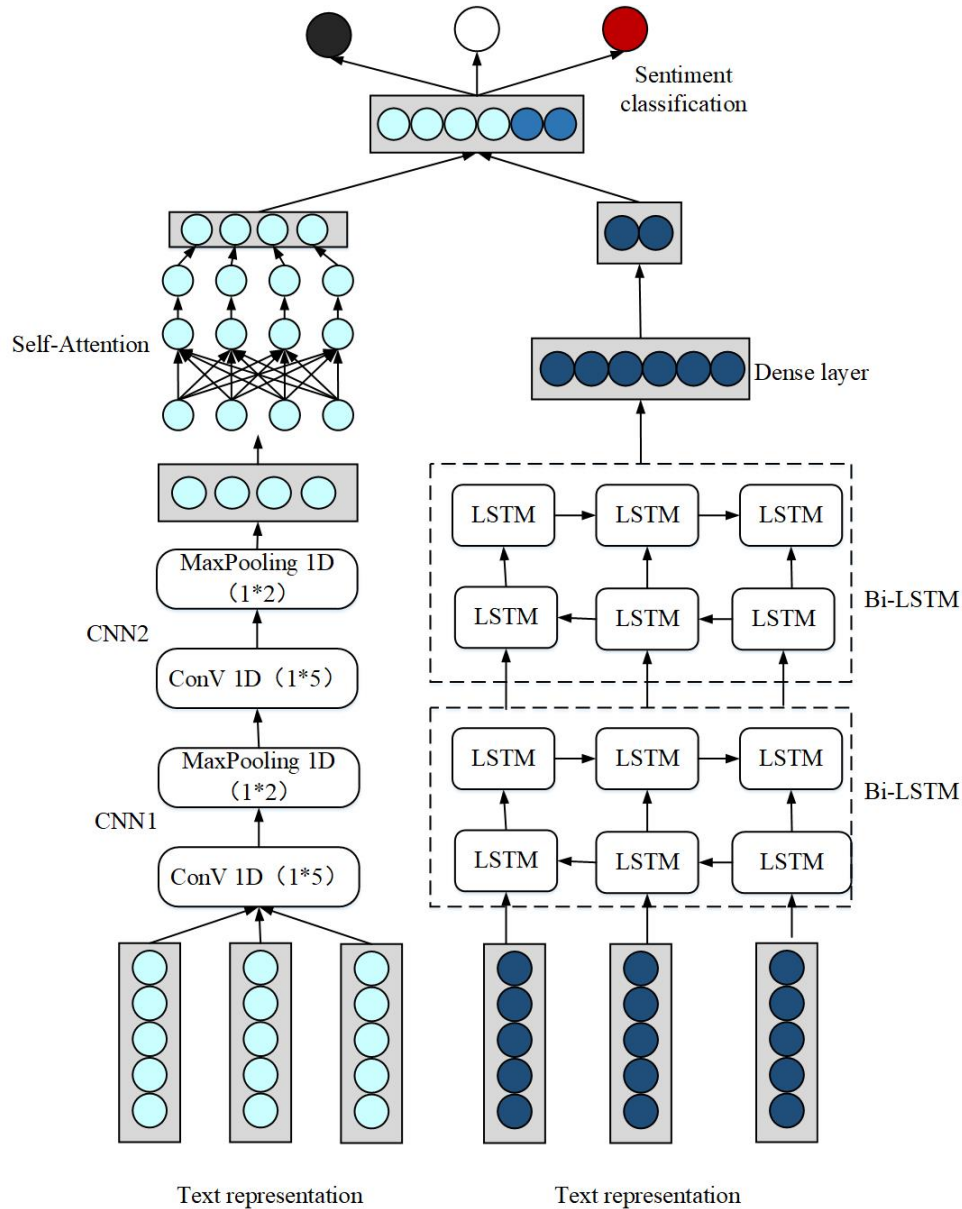 Sentiment
classification
Self-Attention
Dense layer
MaxPooling 1D
（1*2）
CNN2
ConV 1D（1*5）
MaxPooling 1D
（1*2）
CNN1
ConV 1D（1*5）
LSTM
LSTM
LSTM
Bi-LSTM
LSTM
LSTM
LSTM
LSTM
LSTM
LSTM
Bi-LSTM
LSTM
LSTM
LSTM
Text representation
Text representation